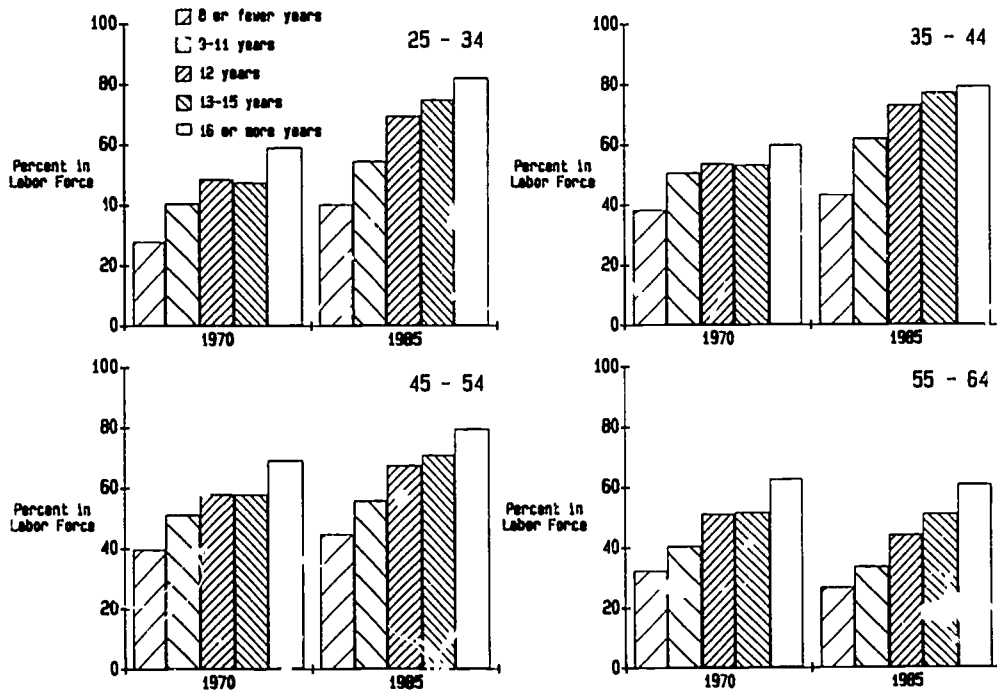 100
8 or fewer years
25 - 34
9-11 years
80
12 years
13-15 years
60
16 or more years
Percent in
Labor Force
40
20
0
1970
1985
100
35 - 44
80
60
Percent in
Labor Force
40
20
0
1970
1985
100
45 - 54
80
60
Percent in
Labor Force
40
20
0
1970
1985
100
55 - 64
80
60
Percent in
Labor Force
40
20
0
1970
1985